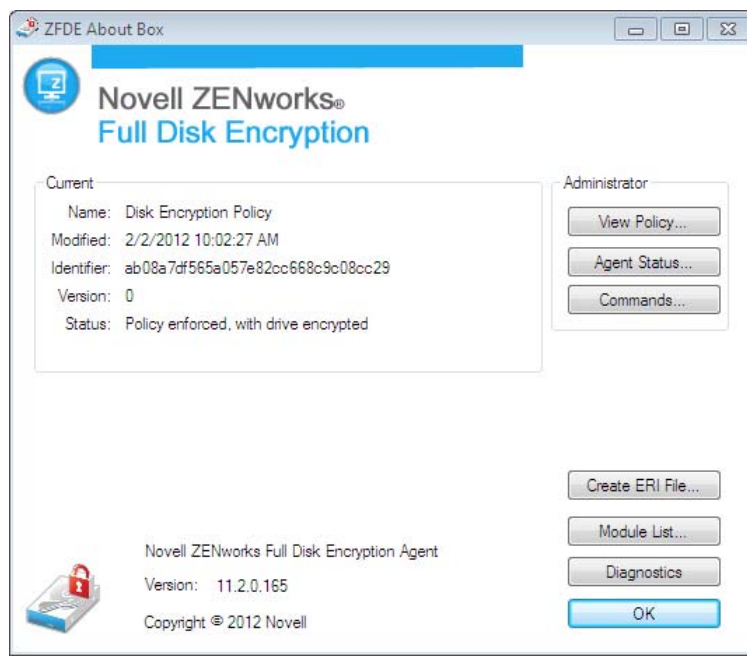 ZFDE About Box
Z
Novell ZENworks®
Full Disk Encryption
Current
Name: Disk Encryption Policy
Modified: 2/2/2012 10:02:27 AM
Identifier: ab08a7df565a057e82cc668c9c08cc29
Version: 0
Status: Policy enforced, with drive encrypted
Administrator
View Policy...
Agent Status...
Commands...
Create ERI File...
Module List...
Diagnostics
OK
Novell ZENworks Full Disk Encryption Agent
Version: 11.2.0.165
Copyright © 2012 Novell